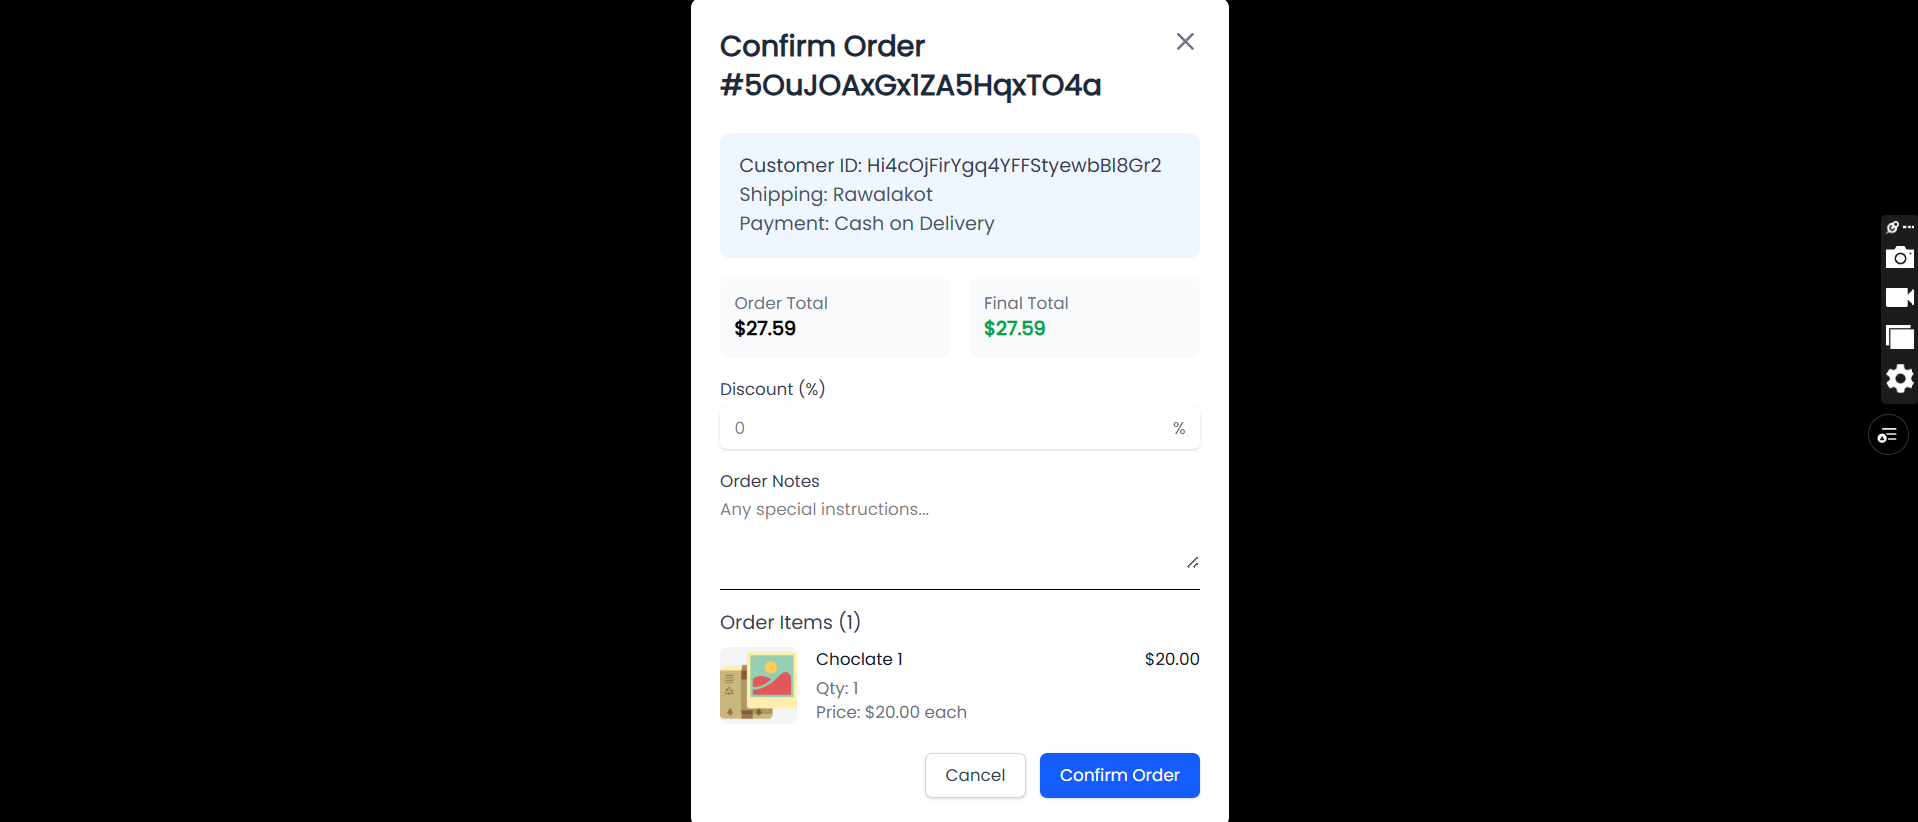 Confirm Order
#5OuJOAxGx1ZA5HqxTO4a
Customer ID: Hi4cOjFirYgq4YFFStyewbBl8Gr2
Shipping: Rawalakot
Payment: Cash on Delivery
Order Total
$27.59
Final Total
$27.59
Discount (%)
0 %
Order Notes
Any special instructions...
Order Items (1)
Choclate 1 $20.00
Qty: 1
Price: $20.00 each
Cancel
Confirm Order